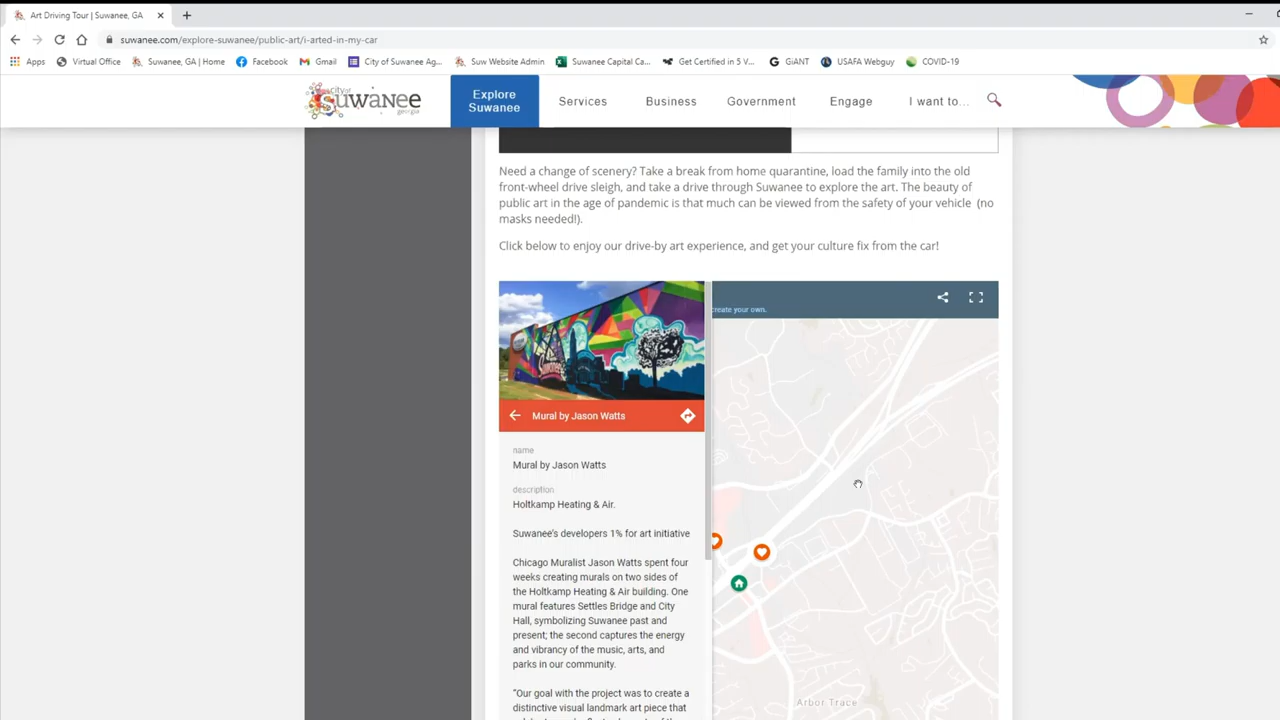 Art Driving Tour | Suwanee, GA
suwanee.com/explore-suwanee/public-art/i-arted-in-my-car
Apps Virtual Office Suwanee, GA | Home Facebook Gmail City of Suwanee Ag... Suw Website Admin Suwanee Capital Ca... Get Certified in 5 V... GiANT USAFA Webguy COVID-19
city of Suwanee georgia
Explore Suwanee Services Business Government Engage I want to...
Need a change of scenery? Take a break from home quarantine, load the family into the old
front-wheel drive sleigh, and take a drive through Suwanee to explore the art. The beauty of
public art in the age of pandemic is that much can be viewed from the safety of your vehicle (no
masks needed!).
Click below to enjoy our drive-by art experience, and get your culture fix from the car!
create your own.
Mural by Jason Watts
name
Mural by Jason Watts
description
Holtkamp Heating & Air.
Suwanee's developers 1% for art initiative
Chicago Muralist Jason Watts spent four
weeks creating murals on two sides of
the Holtkamp Heating & Air building. One
mural features Settles Bridge and City
Hall, symbolizing Suwanee past and
present; the second captures the energy
and vibrancy of the music, arts, and
parks in our community.
"Our goal with the project was to create a
distinctive visual landmark art piece that
Arbor Trace